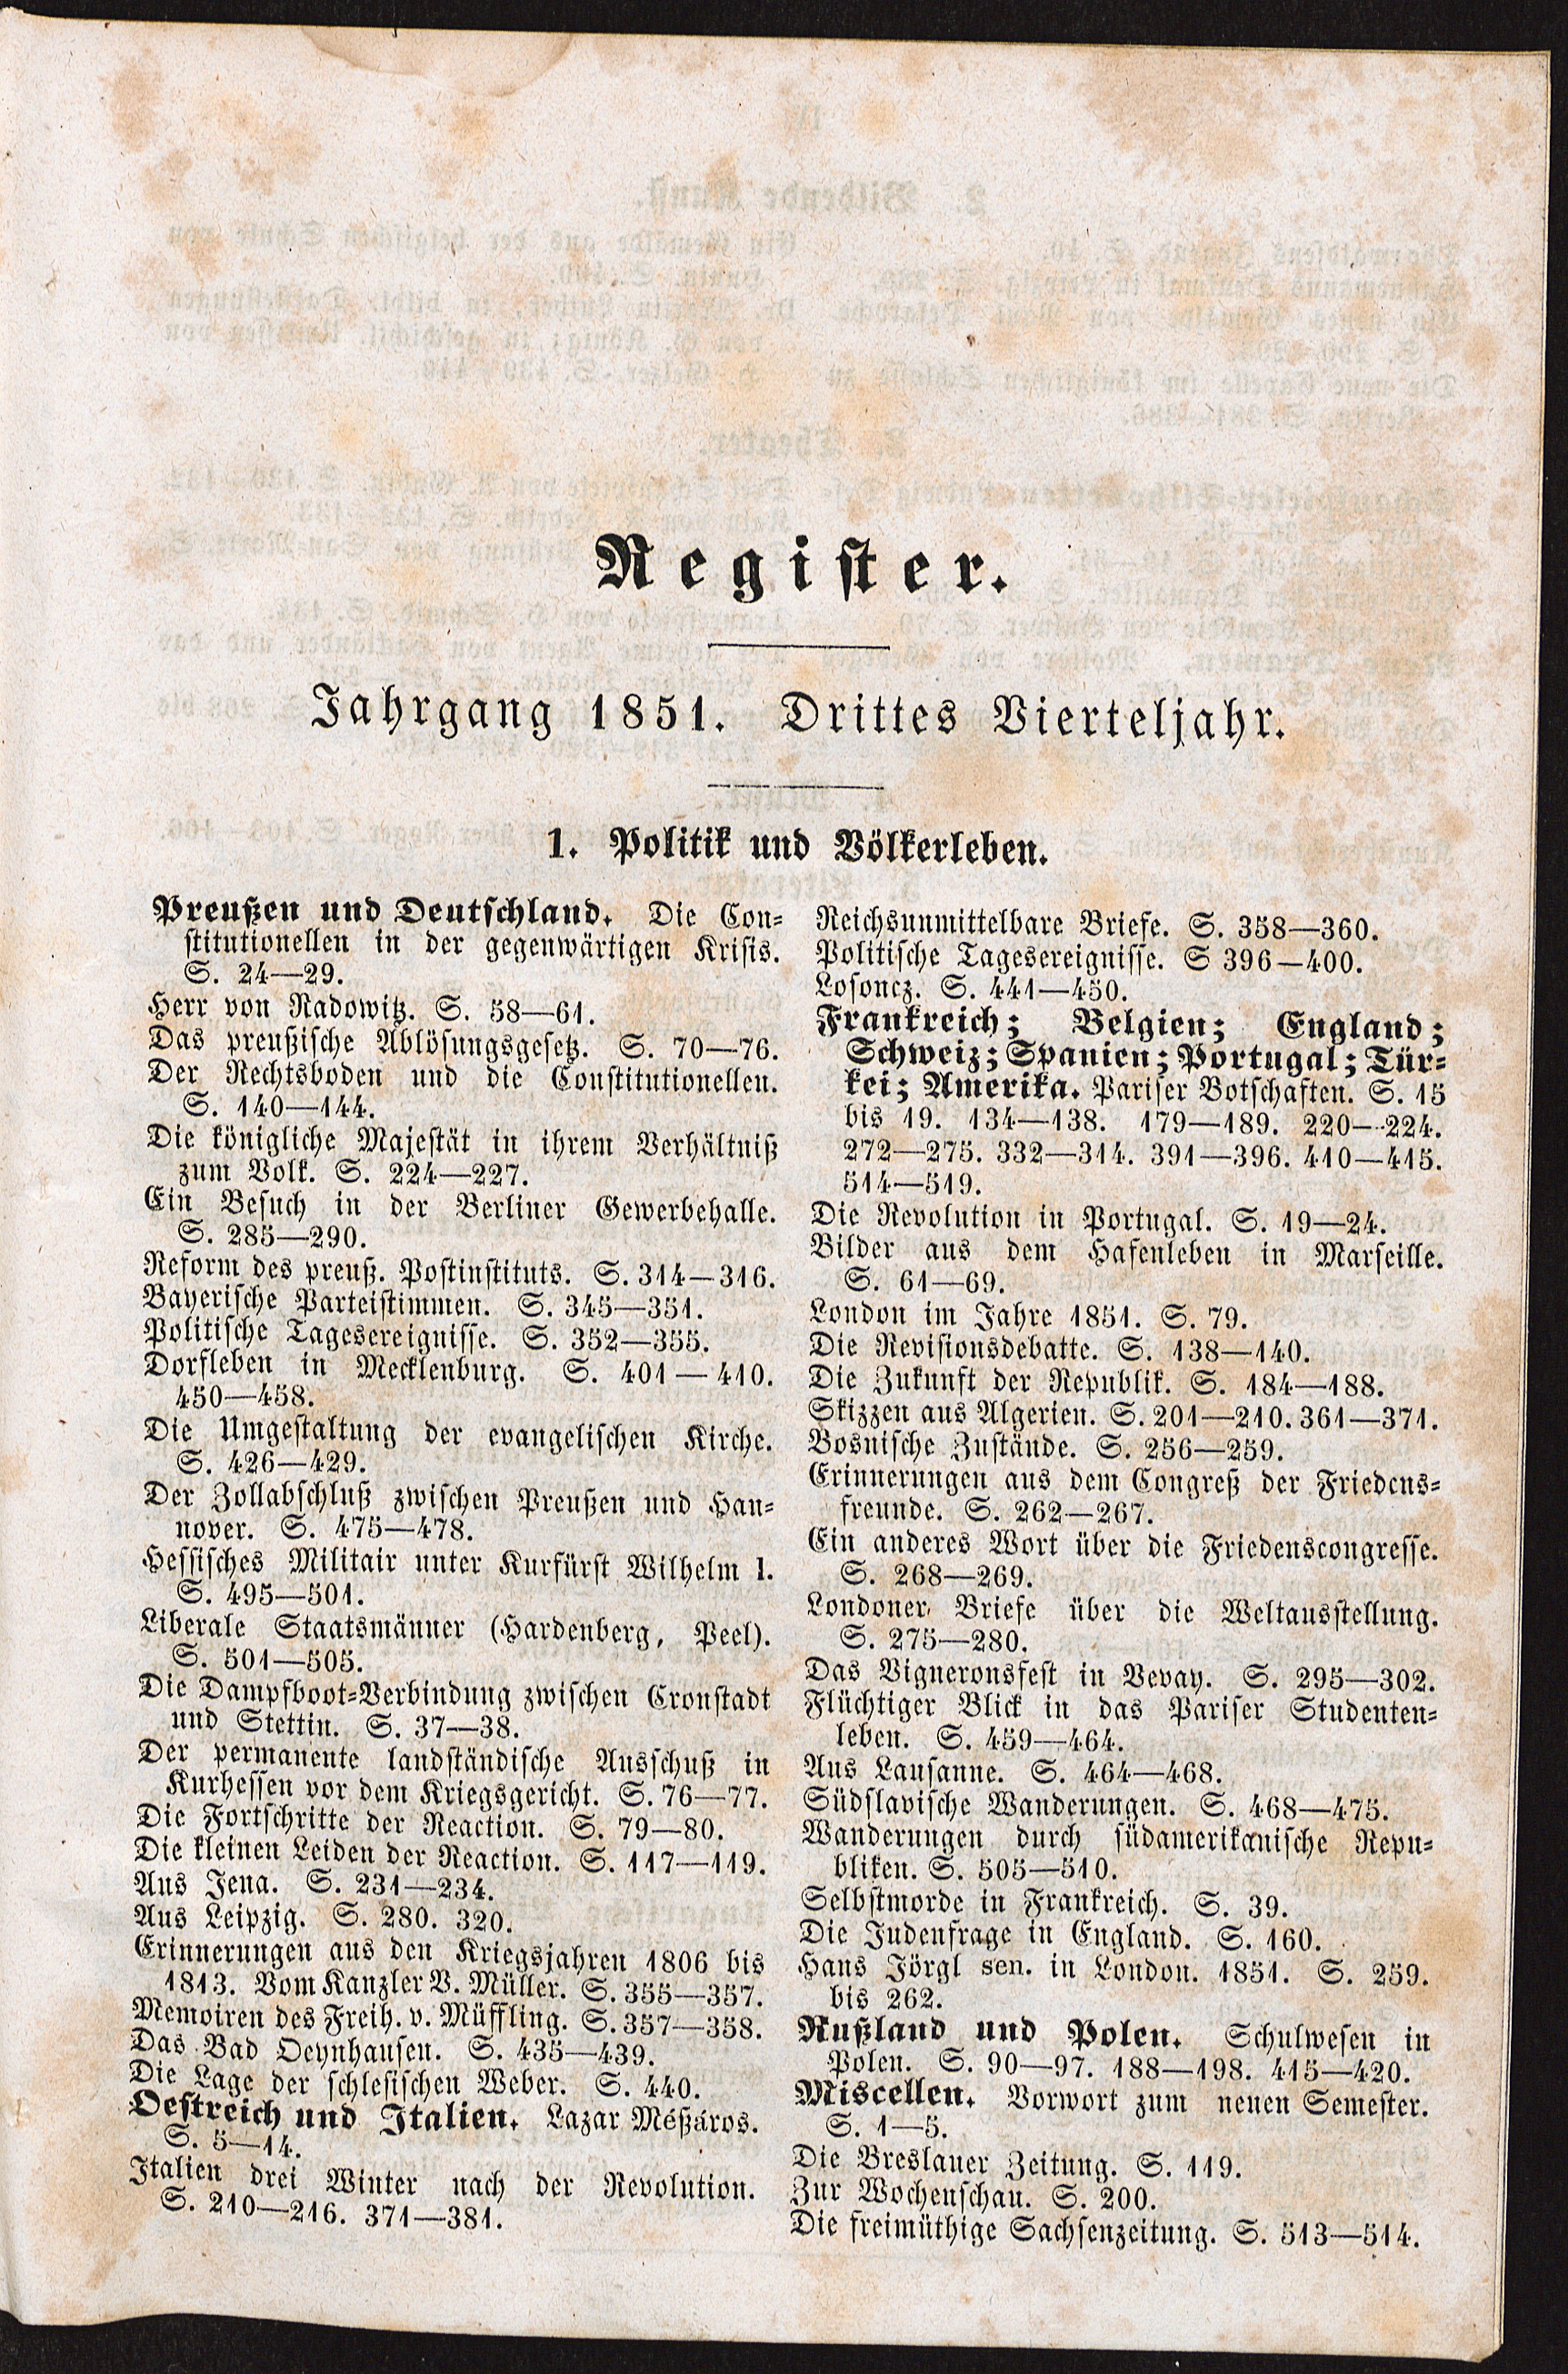 Register.
Jahrgang 1851. Drittes Vierteljahr.
1. Politik und Völkerleben.
Preußen und Deutschland. Die Con-
stitutionellen in der gegenwärtigen Krisis.
S. 24—29.
Herr von Radowitz. S. 58—61.
Das preußische Ablösungsgesetz. S. 70—76.
Der Rechtsboden und die Constitutionellen.
S. 140—144.
Die königliche Majestät in ihrem Verhältniß
zum Volk. S. 224—227.
Ein Besuch in der Berliner Gewerbehalle.
S. 285—290.
Reform des preuß. Postinstituts. S. 314—316.
Bayerische Parteistimmen. S. 345—351.
Politische Tagesereignisse. S. 352—355.
Dorfleben in Mecklenburg. S. 401—410.
450—458.
Die Umgestaltung der evangelischen Kirche.
S. 426—429.
Der Zollabschluß zwischen Preußen und Han-
nover. S. 475—478.
Hessisches Militair unter Kurfürst Wilhelm I.
S. 495—501.
Liberale Staatsmänner (Hardenberg, Peel).
S. 501—505.
Die Dampfboot-Verbindung zwischen Cronstadt
und Stettin. S. 37—38.
Der permanente landständische Ausschuß in
Kurhessen vor dem Kriegsgericht. S. 76—77.
Die Fortschritte der Reaction. S. 79—80.
Die kleinen Leiden der Reaction. S. 117—119.
Aus Jena. S. 231—234.
Aus Leipzig. S. 280. 320.
Erinnerungen aus den Kriegsjahren 1806 bis
1813. Vom Kanzler V. Müller. S. 355—357.
Memoiren des Freih. v. Müffling. S. 357—358.
Das Bad Oeynhausen. S. 435—439.
Die Lage der schlesischen Weber. S. 440.
Oestreich und Italien. Lazar Mészáros.
S. 5—14.
Italien drei Winter nach der Revolution.
S. 210—216. 371—381.
Reichsunmittelbare Briefe. S. 358—360.
Politische Tagesereignisse. S 396—400.
Losoncz. S. 441—450.
Frankreich; Belgien; England;
Schweiz; Spanien; Portugal; Tür-
kei; Amerika. Pariser Botschaften. S. 15
bis 19. 134—138. 179—189. 220—224.
272—275. 332—314. 391—396. 410—415.
514—519.
Die Revolution in Portugal. S. 19—24.
Bilder aus dem Hafenleben in Marseille.
S. 61—69.
London im Jahre 1851. S. 79.
Die Revisionsdebatte. S. 138—140.
Die Zukunft der Republik. S. 184—188.
Skizzen aus Algerien. S. 201—210. 361—371.
Bosnische Zustände. S. 256—259.
Erinnerungen aus dem Congreß der Friedens-
freunde. S. 262—267.
Ein anderes Wort über die Friedenscongresse.
S. 268—269.
Londoner Briefe über die Weltausstellung.
S. 275—280.
Das Vigneronsfest in Vevay. S. 295—302.
Flüchtiger Blick in das Pariser Studenten-
leben. S. 459—464.
Aus Lausanne. S. 464—468.
Südslavische Wanderungen. S. 468—475.
Wanderungen durch südamerikanische Repu-
bliken. S. 505—510.
Selbstmorde in Frankreich. S. 39.
Die Judenfrage in England. S. 160.
Hans Jörgl sen. in London. 1851. S. 259.
bis 262.
Rußland und Polen. Schulwesen in
Polen. S. 90—97. 188—198. 415—420.
Miscellen. Vorwort zum neuen Semester.
S. 1—5.
Die Breslauer Zeitung. S. 119.
Zur Wochenschau. S. 200.
Die freimüthige Sachsenzeitung. S. 513—514.